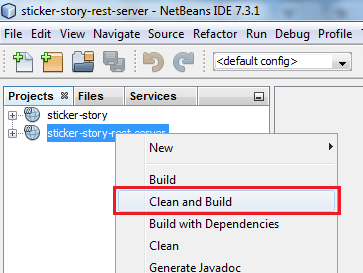 sticker-story-rest-server - NetBeans IDE 7.3.1
File Edit View Navigate Source Refactor Run Debug Profile
<default config>
Projects Files Services
sticker-story
sticker-story-rest-server
New
Build
Clean and Build
Build with Dependencies
Clean
Generate Javadoc